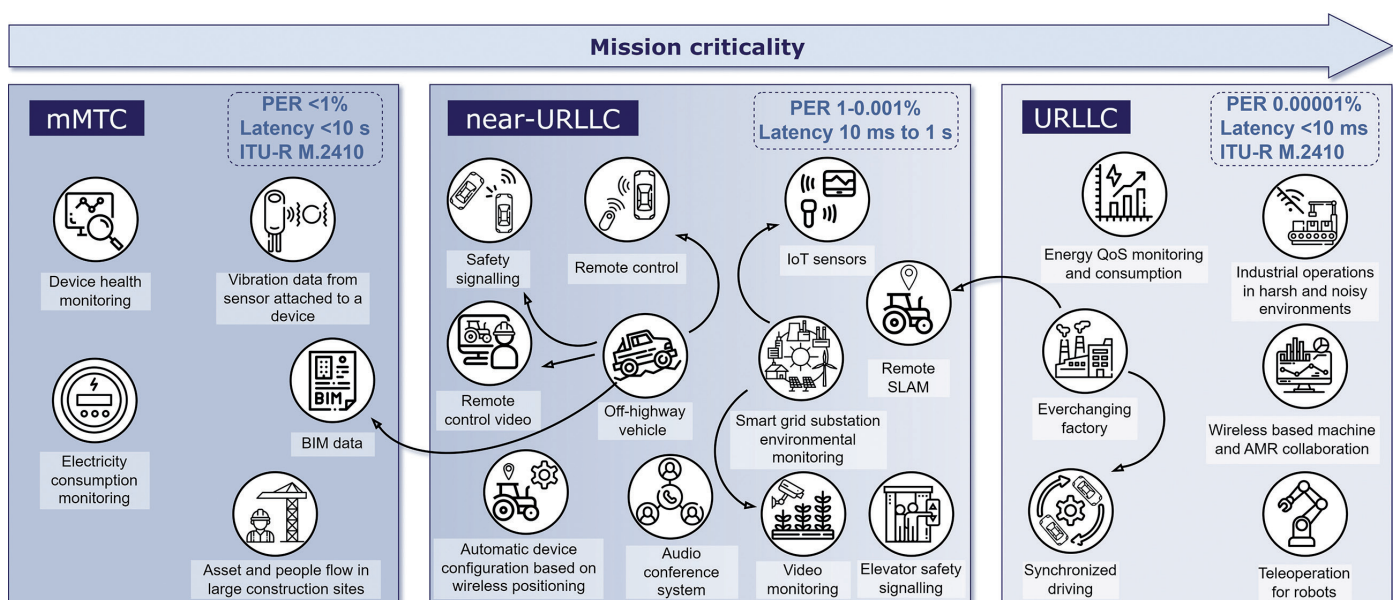 Mission criticality
mMTC
PER <1%
Latency <10 s
ITU-R M.2410
Device health
monitoring
Vibration data from
sensor attached to a
device
BIM
BIM data
Electricity
consumption
monitoring
Asset and people flow in
large construction sites
near-URLLC
PER 1-0.001%
Latency 10 ms to 1 s
Safety
signalling
Remote control
IoT sensors
Remote
control video
Off-highway
vehicle
Smart grid substation
environmental
monitoring
Remote
SLAM
Automatic device
configuration based on
wireless positioning
Audio
conference
system
Video
monitoring
Elevator safety
signalling
URLLC
PER 0.00001%
Latency <10 ms
ITU-R M.2410
Energy QoS monitoring
and consumption
Industrial operations
in harsh and noisy
environments
Everchanging
factory
Wireless based machine
and AMR collaboration
Synchronized
driving
Teleoperation
for robots